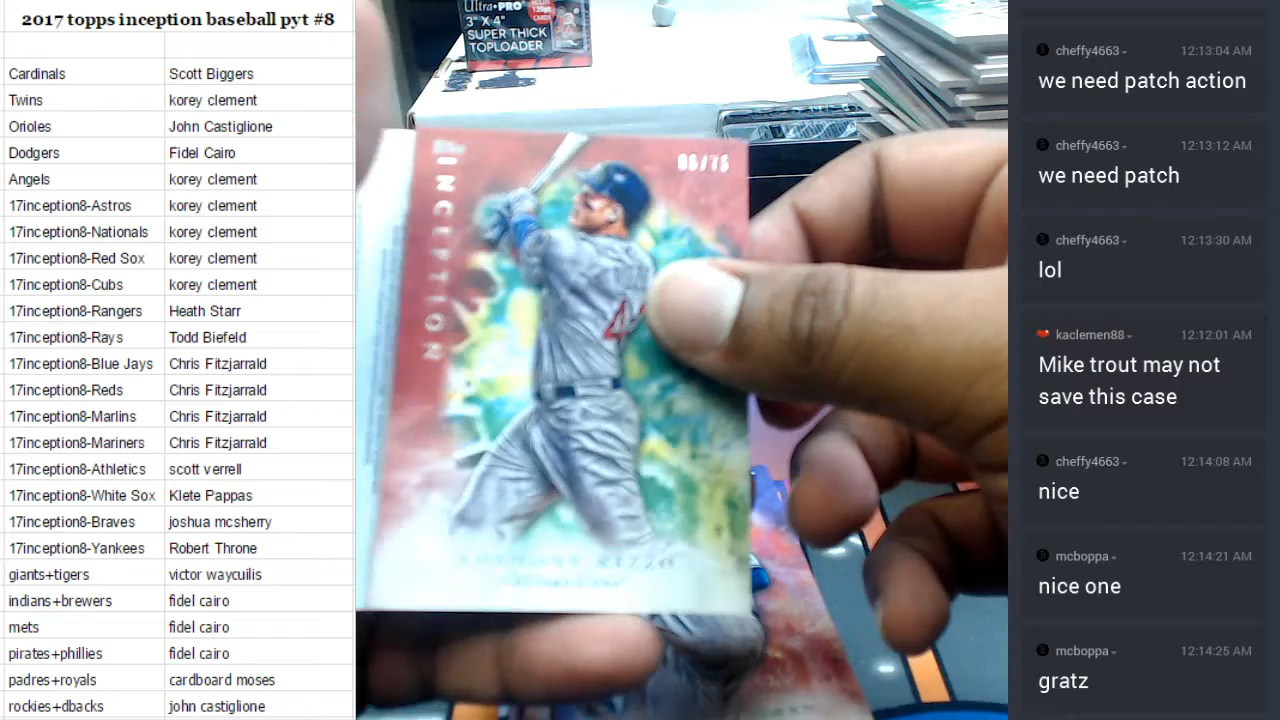 2017 topps inception baseball pyt #8
Cardinals Scott Biggers
Twins korey clement
Orioles John Castiglione
Dodgers Fidel Cairo
Angels korey clement
17inception8-Astros korey clement
17inception8-Nationals korey clement
17inception8-Red Sox korey clement
17inception8-Cubs korey clement
17inception8-Rangers Heath Starr
17inception8-Rays Todd Biefeld
17inception8-Blue Jays Chris Fitzjarrald
17inception8-Reds Chris Fitzjarrald
17inception8-Marlins Chris Fitzjarrald
17inception8-Mariners Chris Fitzjarrald
17inception8-Athletics scott verrell
17inception8-White Sox Klete Pappas
17inception8-Braves joshua mcsherry
17inception8-Yankees Robert Throne
giants+tigers victor waycuilis
indians+brewers fidel cairo
mets fidel cairo
pirates+phillies fidel cairo
padres+royals cardboard moses
rockies+dbacks john castiglione
Ultra•PRO
3" X 4"
SUPER THICK
TOPLOADER
HOLDS
120pt
CARDS
INCEPTION
ANTHONY RIZZO
cheffy4663 12:13:04 AM
we need patch action
cheffy4663 12:13:12 AM
we need patch
cheffy4663 12:13:30 AM
lol
kaclemen88 12:12:01 AM
Mike trout may not
save this case
cheffy4663 12:14:08 AM
nice
mcboppa 12:14:21 AM
nice one
mcboppa 12:14:25 AM
gratz